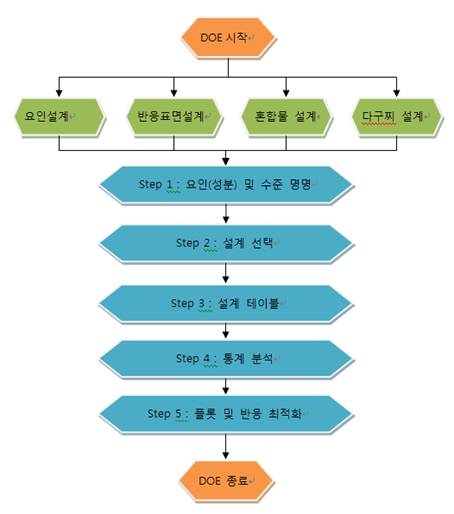 DOE 시작
요인설계
반응표면설계
혼합물 설계
다구찌 설계
Step 1 : 요인(성분) 및 수준 명명
Step 2 : 설계 선택
Step 3 : 설계 테이블
Step 4 : 통계 분석
Step 5 : 플롯 및 반응 최적화
DOE 종료